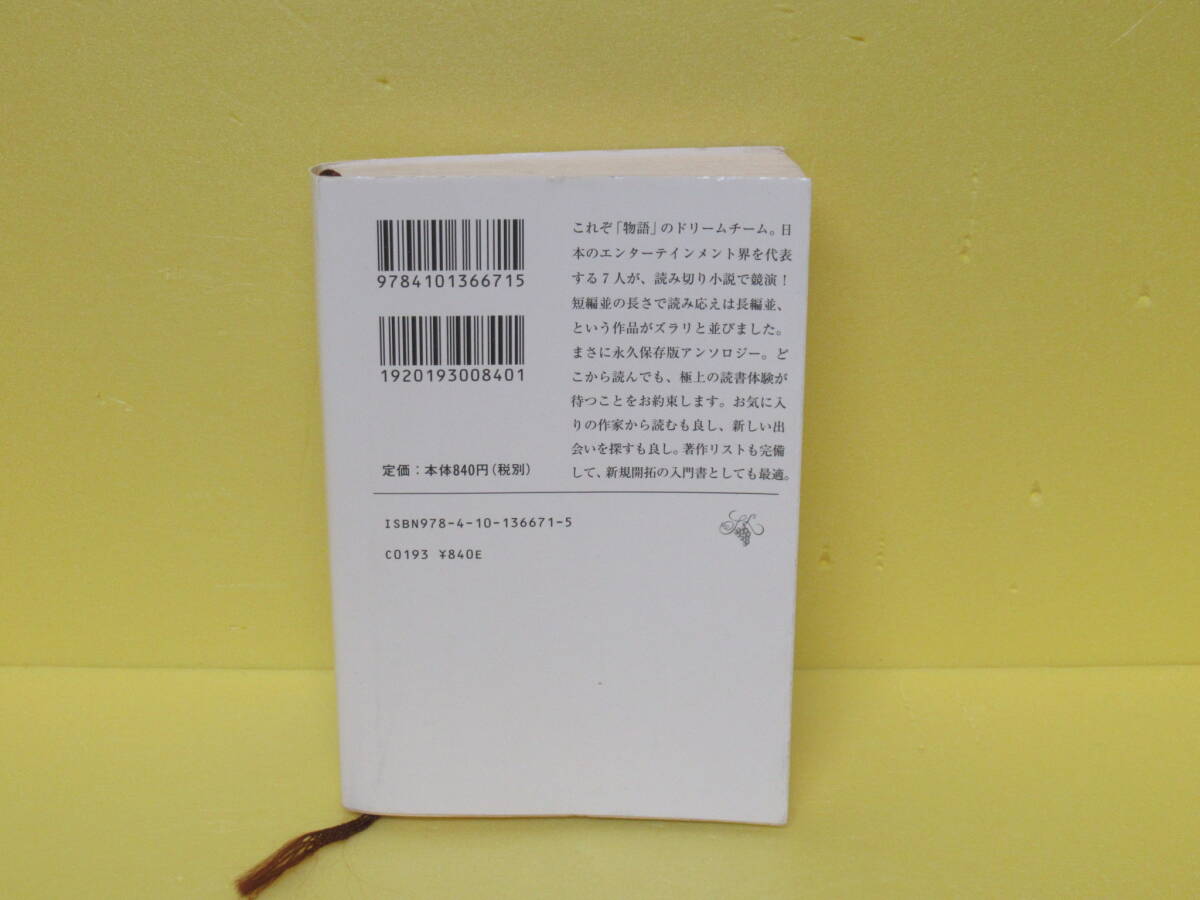 9784101366715
1920193008401
定価：本体840円（税別）
これぞ「物語」のドリームチーム。日
本のエンターテインメント界を代表
する７人が、読み切り小説で競演！
短編並の長さで読み応えは長編並、
という作品がズラリと並びました。
まさに永久保存版アンソロジー。ど
こから読んでも、極上の読書体験が
待つことをお約束します。お気に入
りの作家から読むも良し、新しい出
会いを探すも良し。著作リストも完備
して、新規開拓の入門書としても最適。
ISBN978-4-10-136671-5
C0193 ¥840E